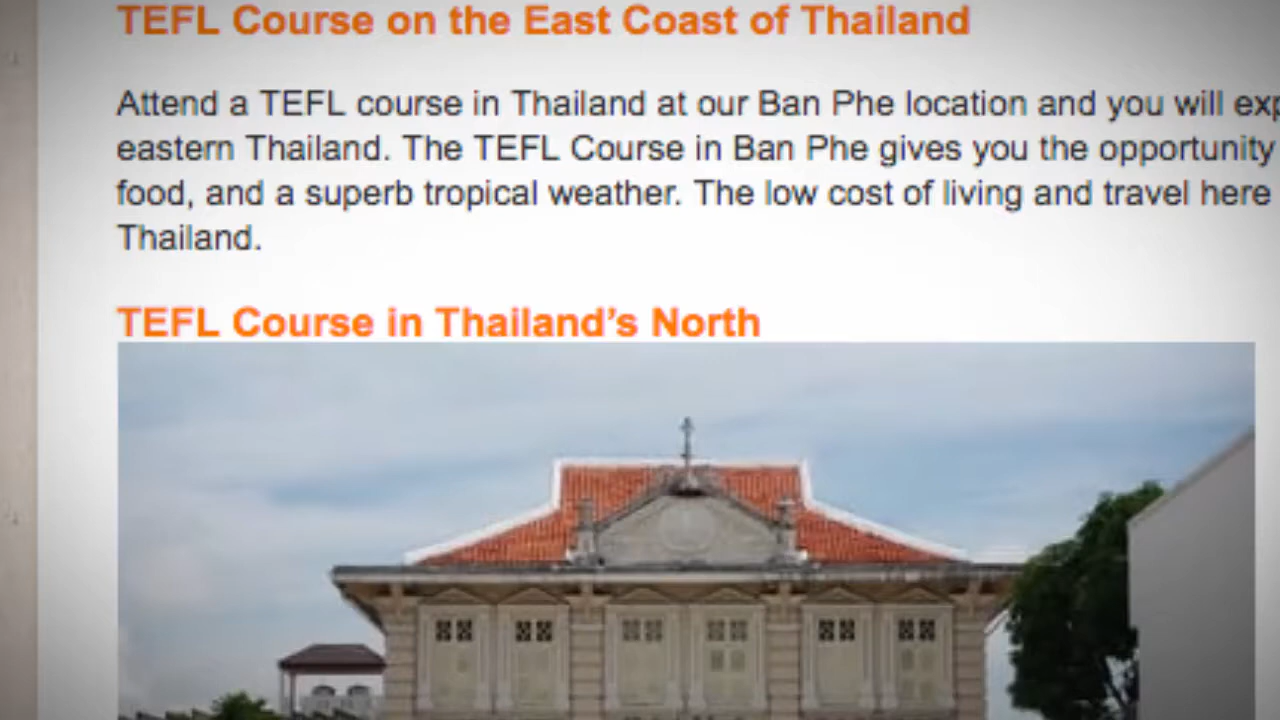 TEFL Course on the East Coast of Thailand
Attend a TEFL course in Thailand at our Ban Phe location and you will exp
eastern Thailand. The TEFL Course in Ban Phe gives you the opportunity
food, and a superb tropical weather. The low cost of living and travel here
Thailand.
TEFL Course in Thailand’s North